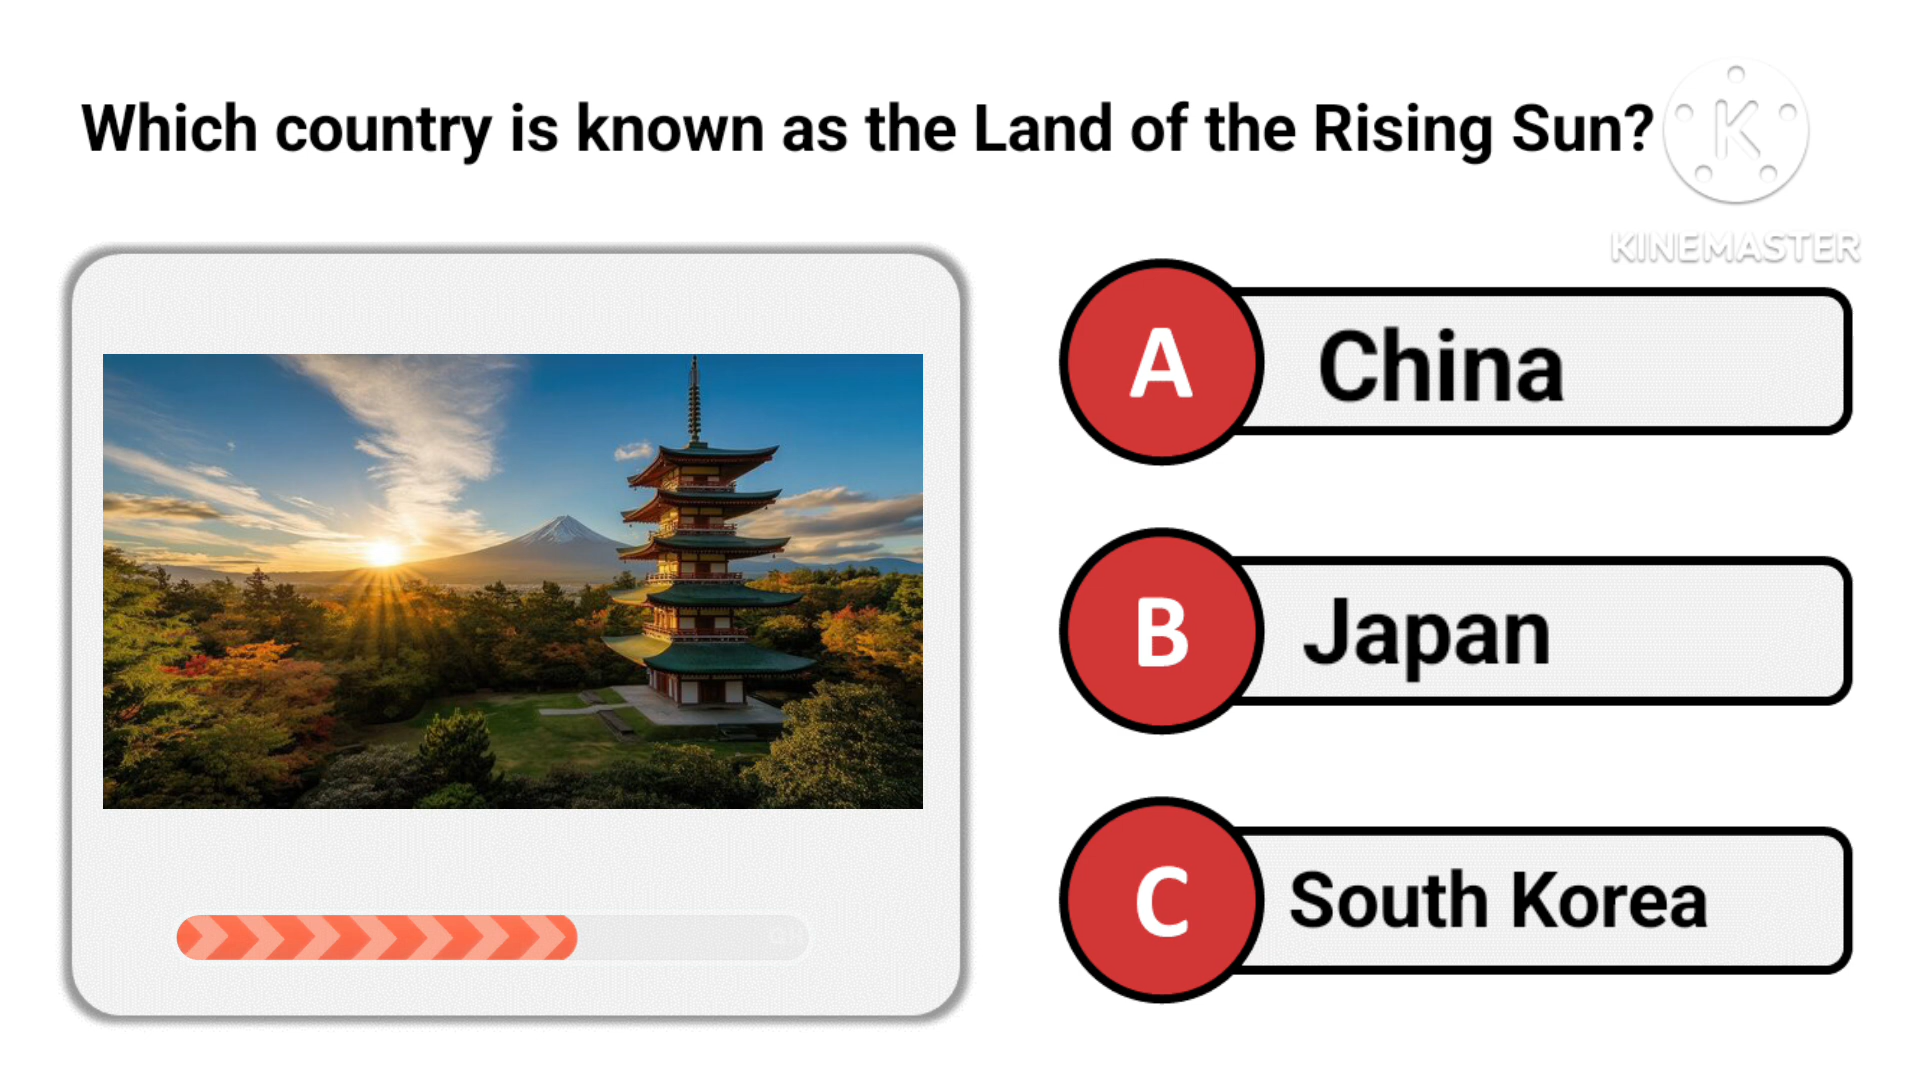 Which country is known as the Land of the Rising Sun?
K
KINEMASTER
A
China
B
Japan
C
South Korea